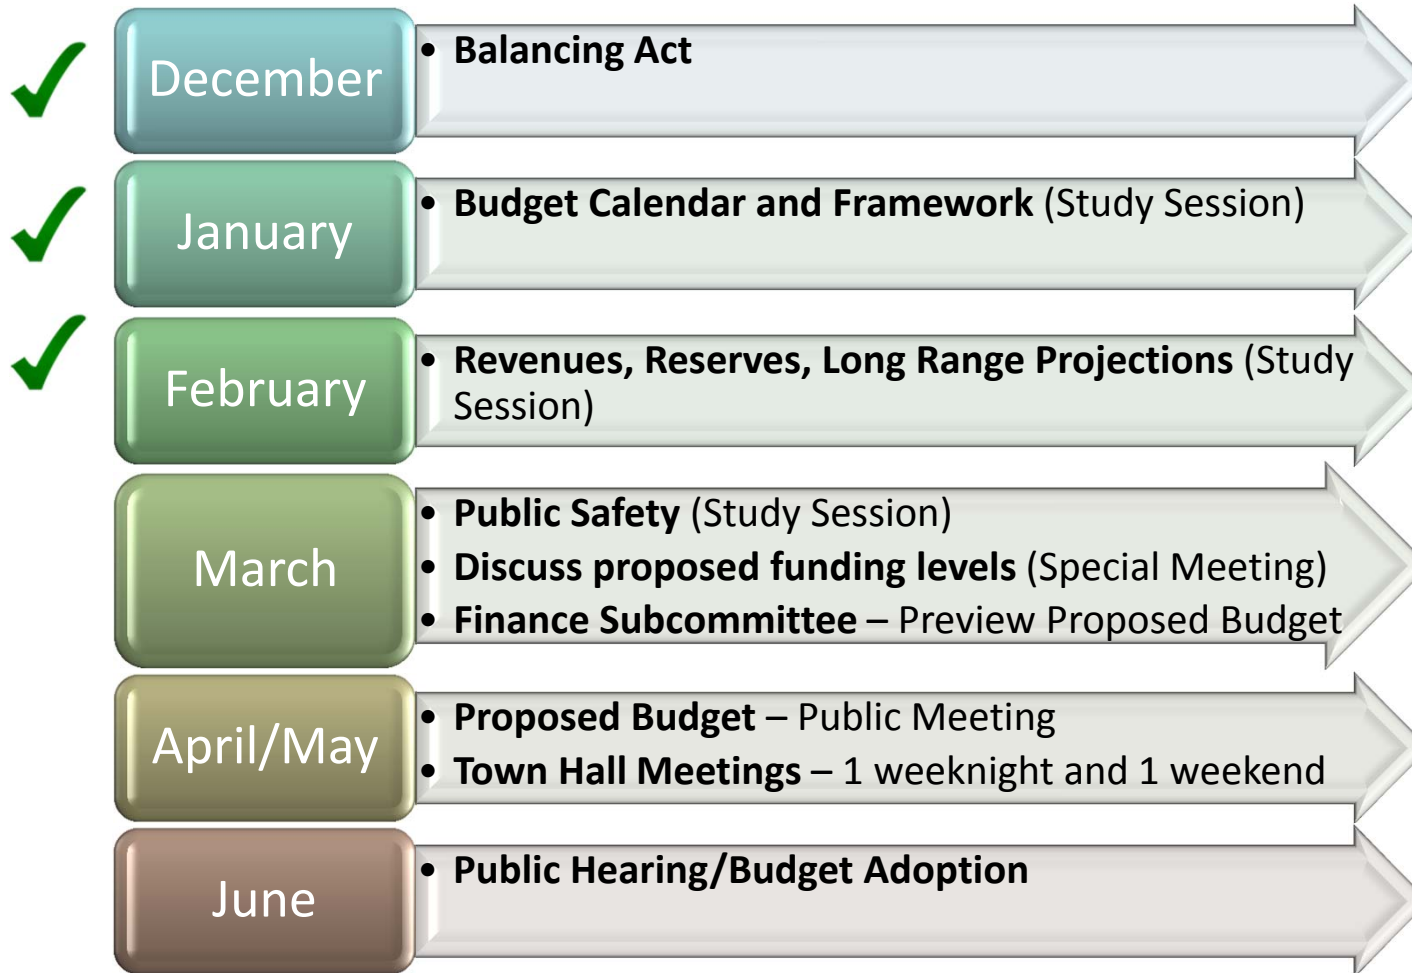 December
• Balancing Act
January
• Budget Calendar and Framework (Study Session)
February
• Revenues, Reserves, Long Range Projections (Study
Session)
March
• Public Safety (Study Session)
• Discuss proposed funding levels (Special Meeting)
• Finance Subcommittee – Preview Proposed Budget
April/May
• Proposed Budget – Public Meeting
• Town Hall Meetings – 1 weeknight and 1 weekend
June
• Public Hearing/Budget Adoption